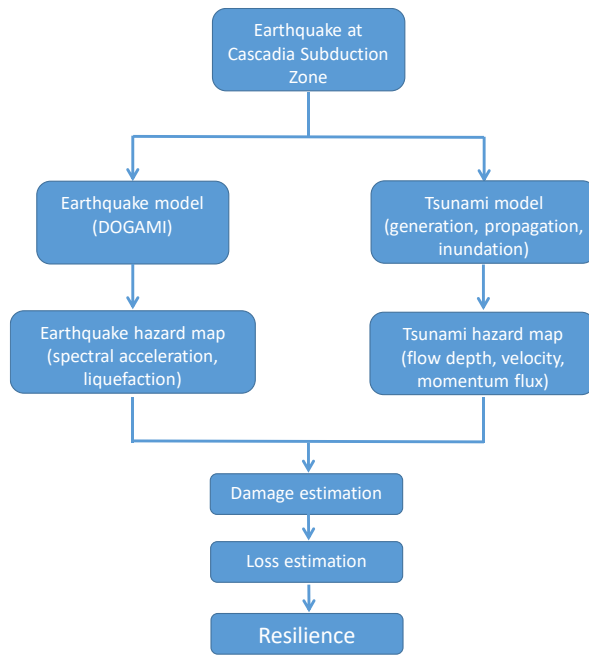 Earthquake at
Cascadia Subduction
Zone
Earthquake model
(DOGAMI)
Tsunami model
(generation, propagation,
inundation)
Earthquake hazard map
(spectral acceleration,
liquefaction)
Tsunami hazard map
(flow depth, velocity,
momentum flux)
Damage estimation
Loss estimation
Resilience